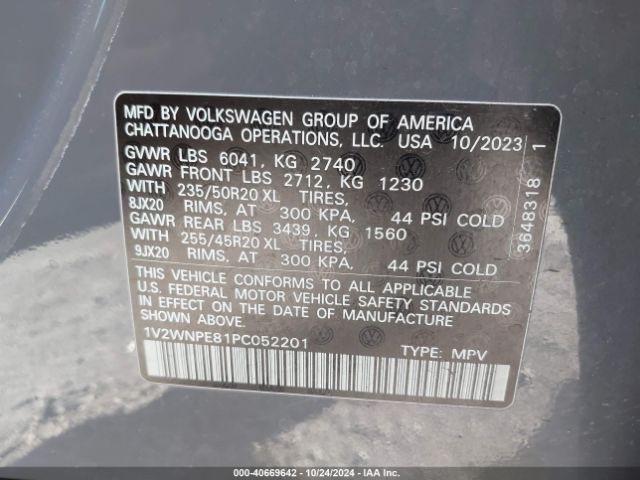 MFD BY VOLKSWAGEN GROUP OF AMERICA
CHATTANOOGA OPERATIONS, LLC. USA 10/2023
GVWR LBS 6041, KG 2740
GAWR FRONT LBS 2712, KG 1230
WITH 235/50R20 XL TIRES,
8JX20 RIMS, AT 300 KPA, 44 PSI COLD
GAWR REAR LBS 3439, KG 1560
WITH 255/45R20 XL TIRES,
9JX20 RIMS, AT 300 KPA, 44 PSI COLD
THIS VEHICLE CONFORMS TO ALL APPLICABLE
U.S. FEDERAL MOTOR VEHICLE SAFETY STANDARDS
IN EFFECT ON THE DATE OF MANUFACTURE
1V2WNPE81PC052201 TYPE: MPV
3648318 1
000-40669642 - 10/24/2024 - IAA Inc.